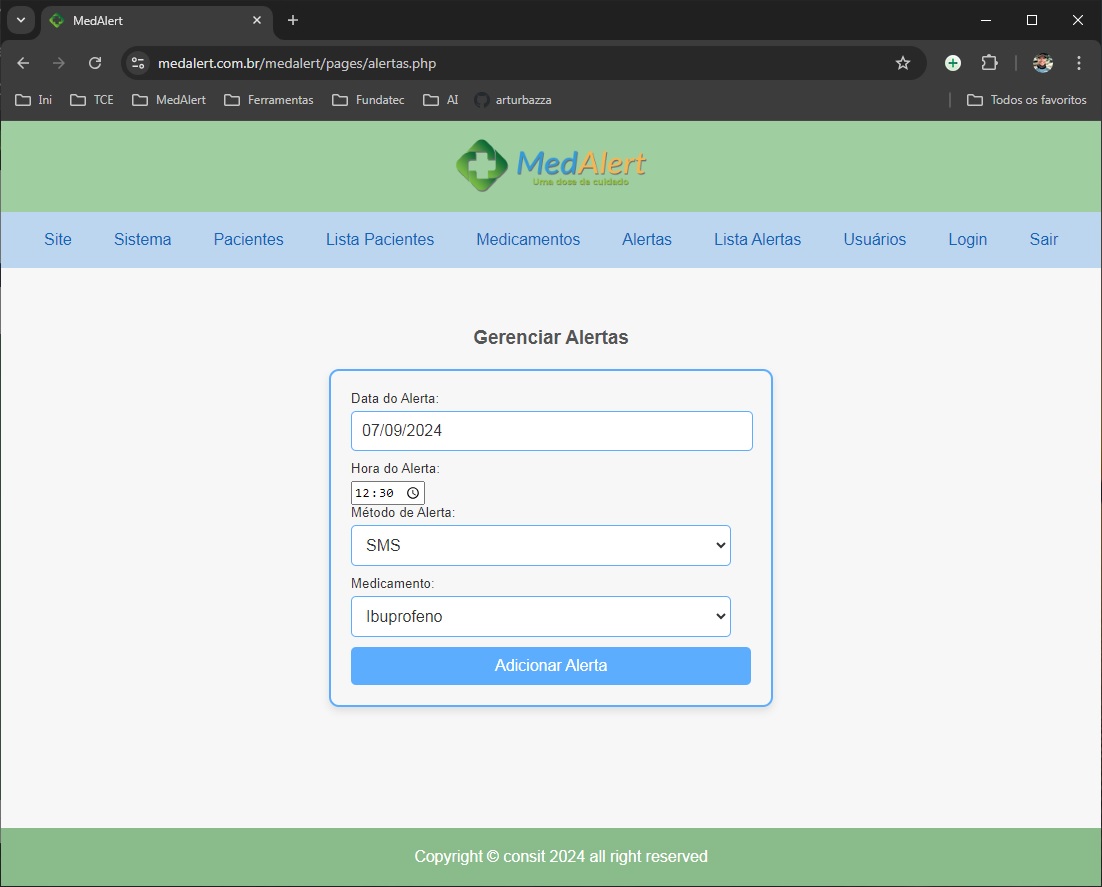 MedAlert
medalert.com.br/medalert/pages/alertas.php
Ini TCE MedAlert Ferramentas Fundatec AI arturbazza Todos os favoritos
MedAlert
Uma dose de cuidado
Site Sistema Pacientes Lista Pacientes Medicamentos Alertas Lista Alertas Usuários Login Sair
Gerenciar Alertas
Data do Alerta:
07/09/2024
Hora do Alerta:
12:30
Método de Alerta:
SMS
Medicamento:
Ibuprofeno
Adicionar Alerta
Copyright © consit 2024 all right reserved